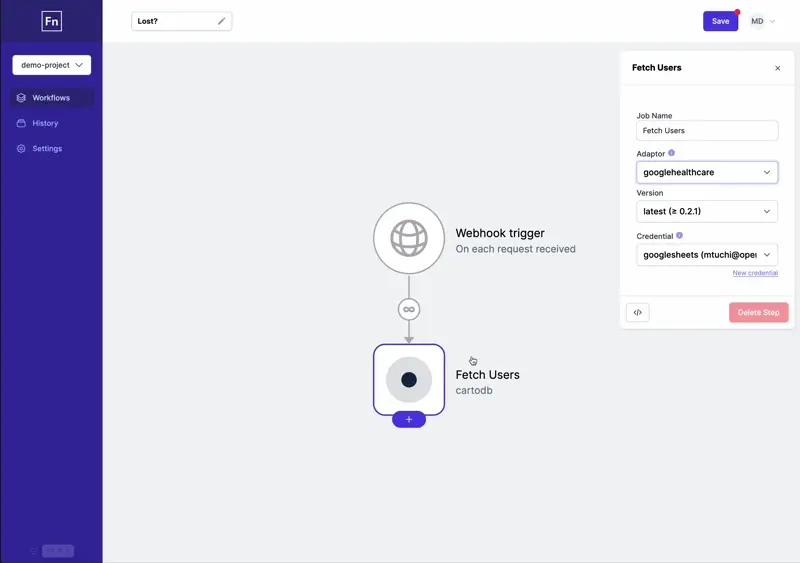 Fn
Lost?
Save
MD
demo-project
Workflows
History
Settings
Webhook trigger
On each request received
Fetch Users
cartodb
Fetch Users
Job Name
Fetch Users
Adaptor
googlehealthcare
Version
latest (≥ 0.2.1)
Credential
googlesheets (mtuchi@oper
New credential
Delete Step